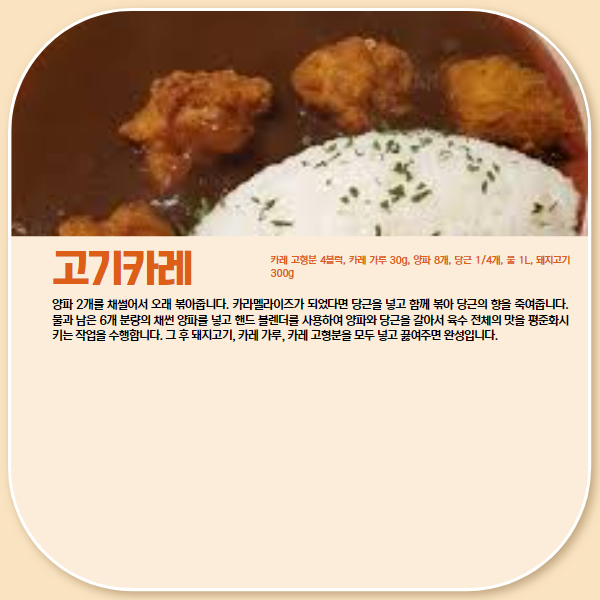 고기카레
카레 고형분 4블럭, 카레 가루 30g, 양파 8개, 당근 1/4개, 물 1L, 돼지고기
300g
양파 2개를 채썰어서 오래 볶아줍니다. 카라멜라이즈가 되었다면 당근을 넣고 함께 볶아 당근의 향을 죽여줍니다.
물과 남은 6개 분량의 채썬 양파를 넣고 핸드 블렌더를 사용하여 양파와 당근을 갈아서 육수 전체의 맛을 평준화시
키는 작업을 수행합니다. 그 후 돼지고기, 카레 가루, 카레 고형분을 모두 넣고 끓여주면 완성입니다.